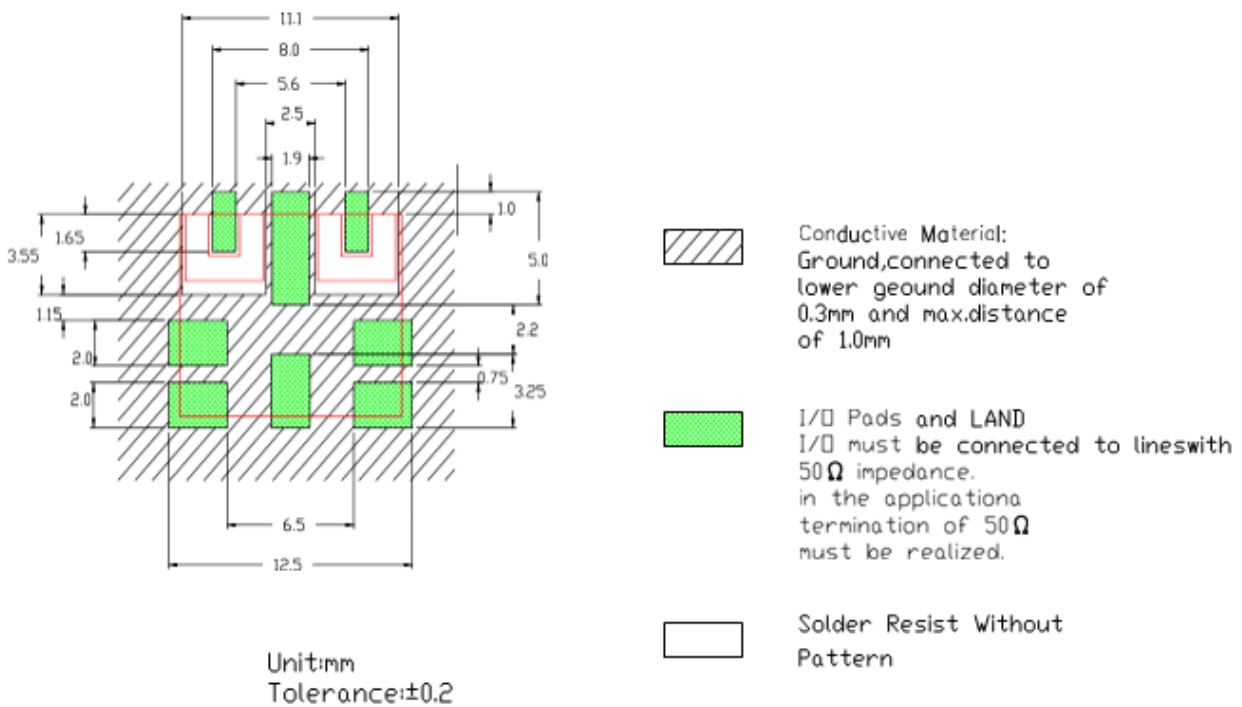 11.1
8.0
5.6
2.5
1.9
1.0
1.65
3.55
5.0
1.15
2.2
2.0
0.75
2.0
3.25
6.5
12.5
Unit:mm
Tolerance:±0.2
Conductive Material:
Ground,connected to
lower geound diameter of
0.3mm and max.distance
of 1.0mm
I/O Pads and LAND
I/O must be connected to lineswith
50Ω impedance.
in the applicationa
termination of 50Ω
must be realized.
Solder Resist Without
Pattern